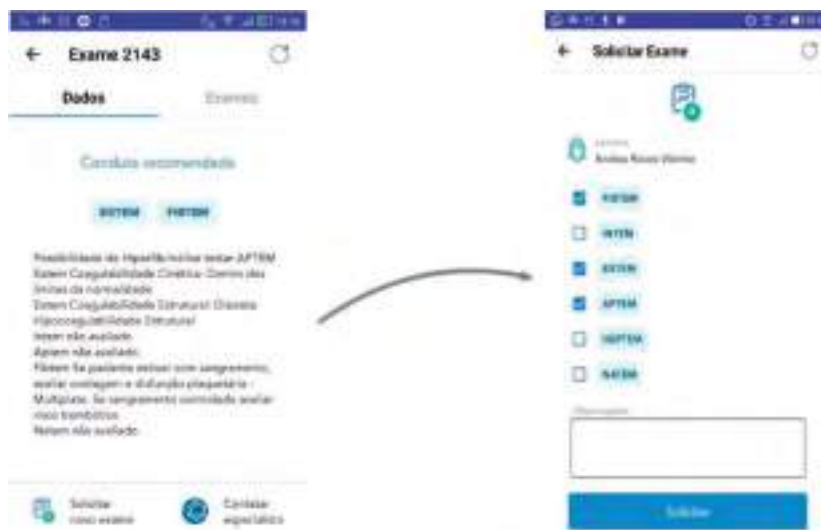 Exame 2143
Dados
Exames
Conduta recomendada
EXTEM FIBTEM
Possibilidade de Hiperfibrinólise testar APTEM
Extem Coagulabilidade Cinética: Dentro dos
limites da normalidade
Extem Coagulabilidade Estrutural: Discreta
Hipocoagulabilidade Estrutural
Intem não avaliado.
Aptem não avaliado.
Fibtem Se paciente estiver com sangramento,
avaliar contagem e disfunção plaquetária -
Multiplate. Se sangramento controlado avaliar
risco trombótico
Natem não avaliado.
Solicitar
novo exame
Contatar
especialista
Solicitar Exame
FIBTEM
INTEM
EXTEM
APTEM
HEPTEM
NATEM
Solicitar